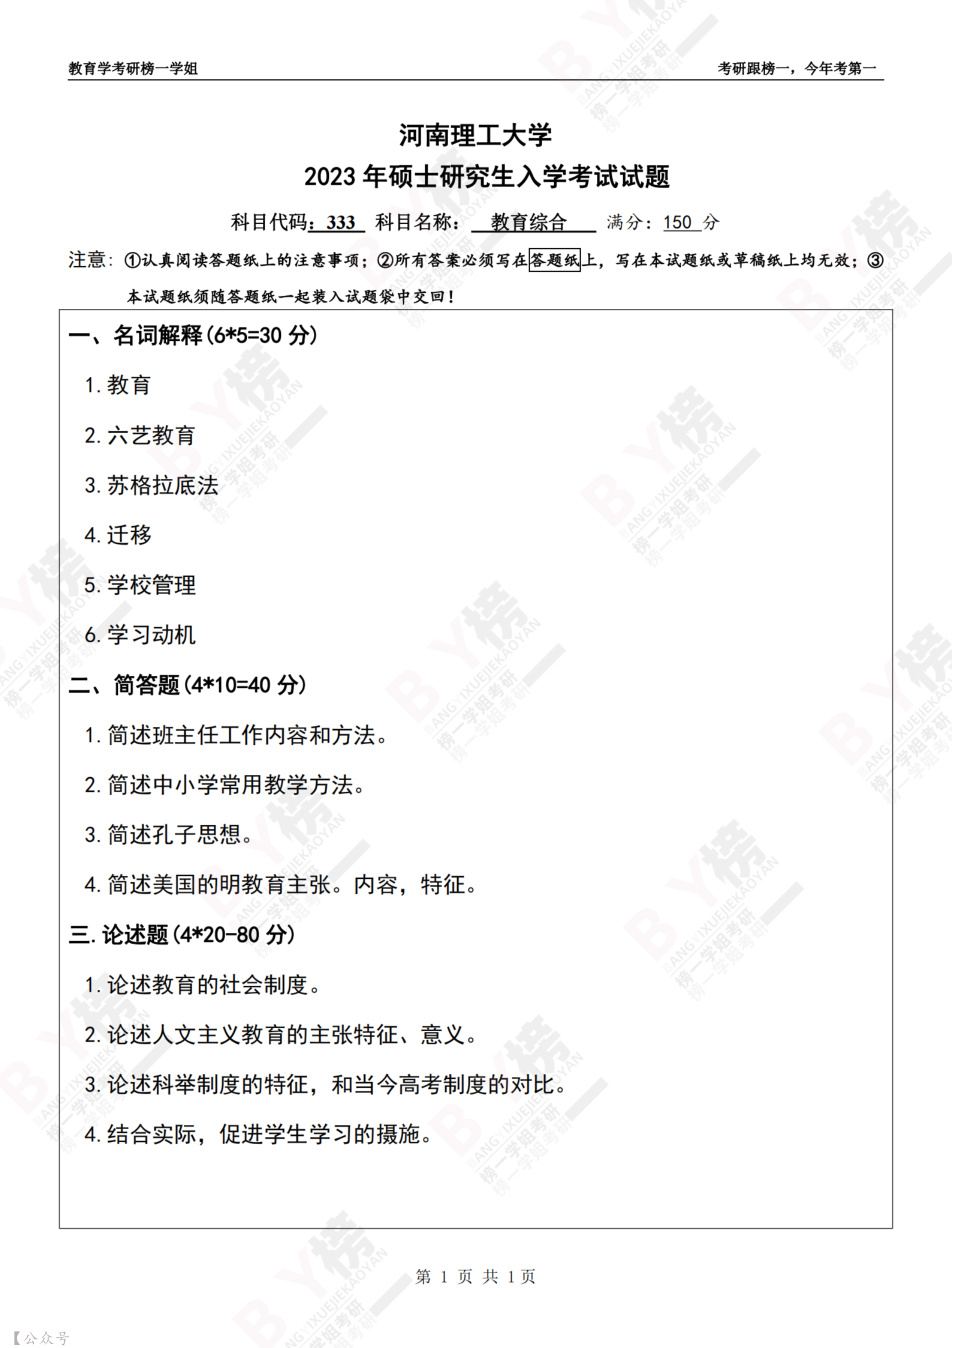 教育学考研榜一学姐 考研跟榜一，今年考第一
河南理工大学
2023 年硕士研究生入学考试试题
科目代码：333 科目名称： 教育综合 满分：150 分
注意：①认真阅读答题纸上的注意事项；②所有答案必须写在答题纸上，写在本试题纸或草稿纸上均无效；③
本试题纸须随答题纸一起装入试题袋中交回！
一、名词解释(6*5=30 分)
1.教育
2.六艺教育
3.苏格拉底法
4.迁移
5.学校管理
6.学习动机
二、简答题(4*10=40 分)
1.简述班主任工作内容和方法。
2.简述中小学常用教学方法。
3.简述孔子思想。
4.简述美国的明教育主张。内容，特征。
三.论述题(4*20-80 分)
1.论述教育的社会制度。
2.论述人文主义教育的主张特征、意义。
3.论述科举制度的特征，和当今高考制度的对比。
4.结合实际，促进学生学习的摄施。
第 1 页 共 1 页
【公众号
BY榜
BANGYIXUEJIEKAOYAN
榜一学姐考研